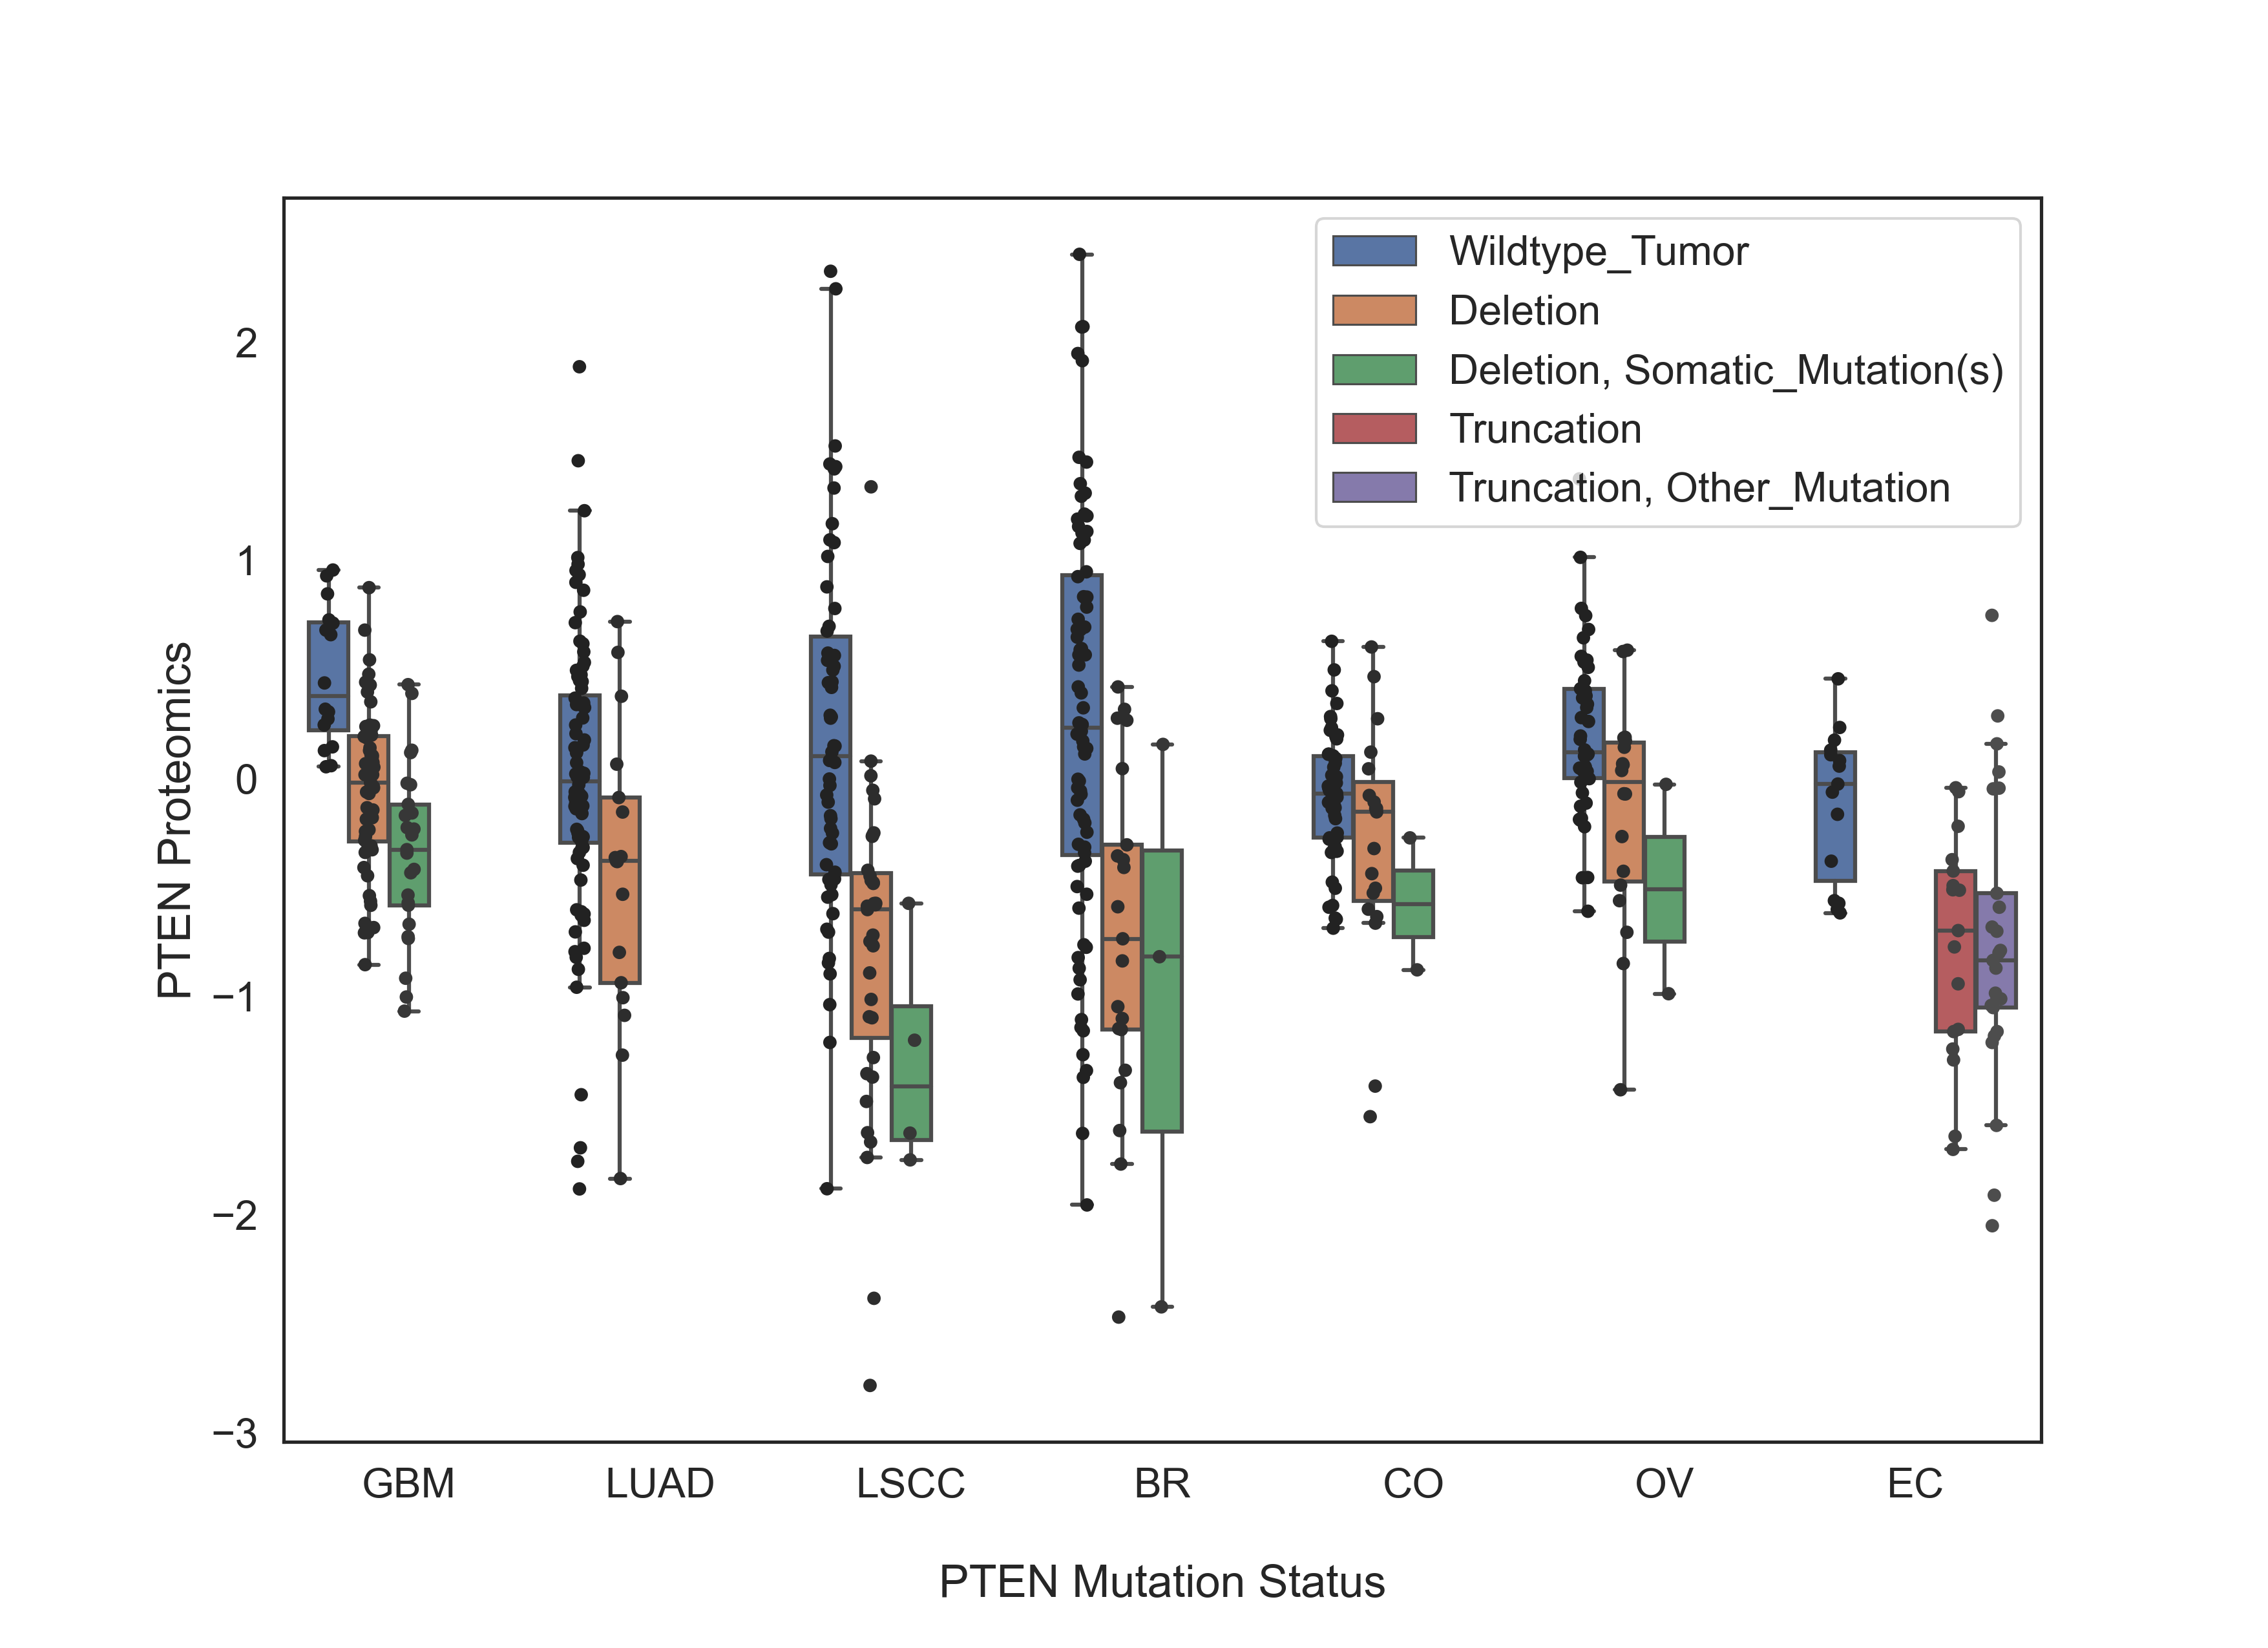 Wildtype_Tumor
Deletion
Deletion, Somatic_Mutation(s)
Truncation
Truncation, Other_Mutation
PTEN Proteomics
2
1
0
−1
−2
−3
GBM LUAD LSCC BR CO OV EC
PTEN Mutation Status